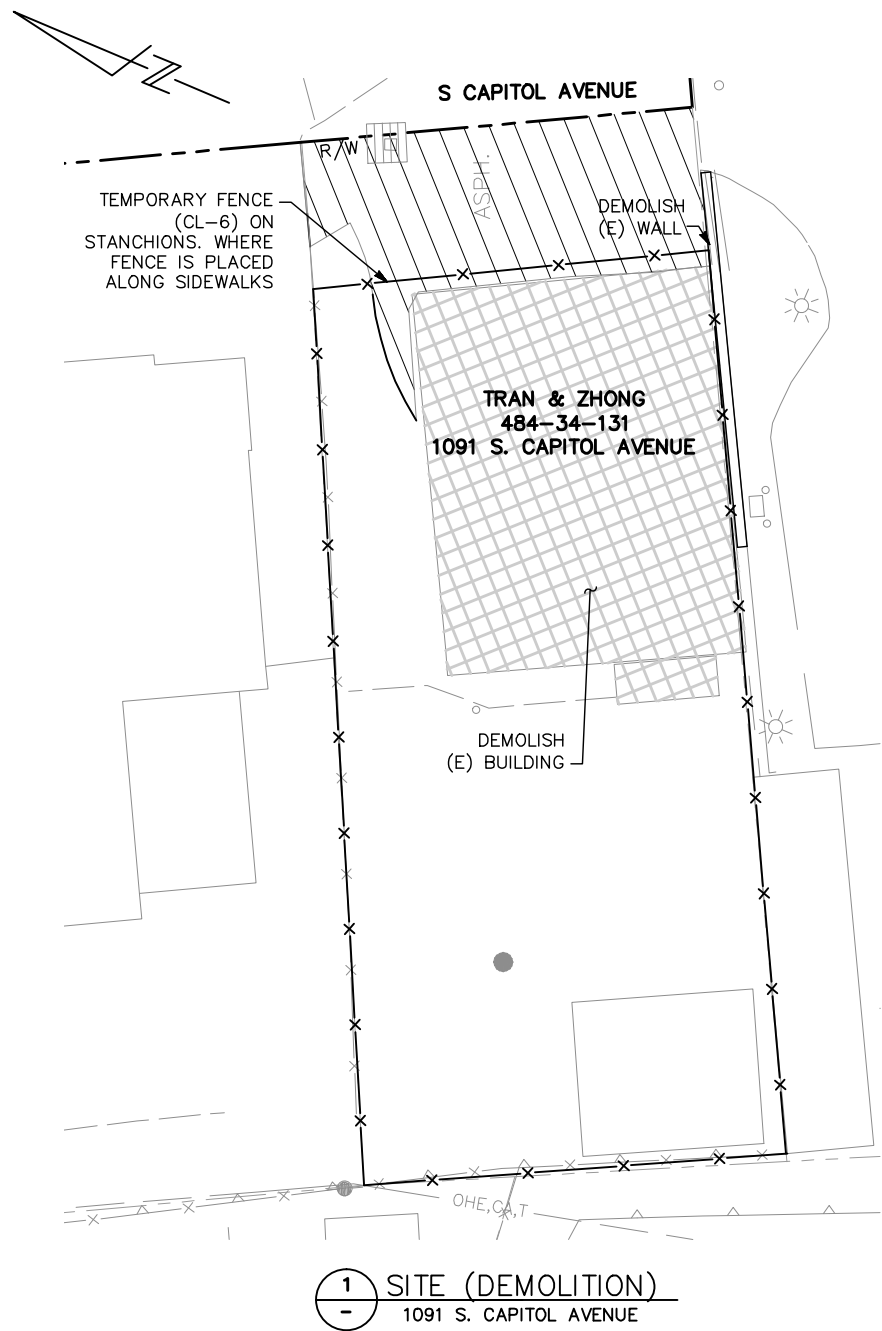 S CAPITOL AVENUE
R/W
ASPH.
TEMPORARY FENCE
(CL-6) ON
STANCHIONS. WHERE
FENCE IS PLACED
ALONG SIDEWALKS
DEMOLISH
(E) WALL
TRAN & ZHONG
484-34-131
1091 S. CAPITOL AVENUE
DEMOLISH
(E) BUILDING
OHE,CA,T
1
-
SITE (DEMOLITION)
1091 S. CAPITOL AVENUE